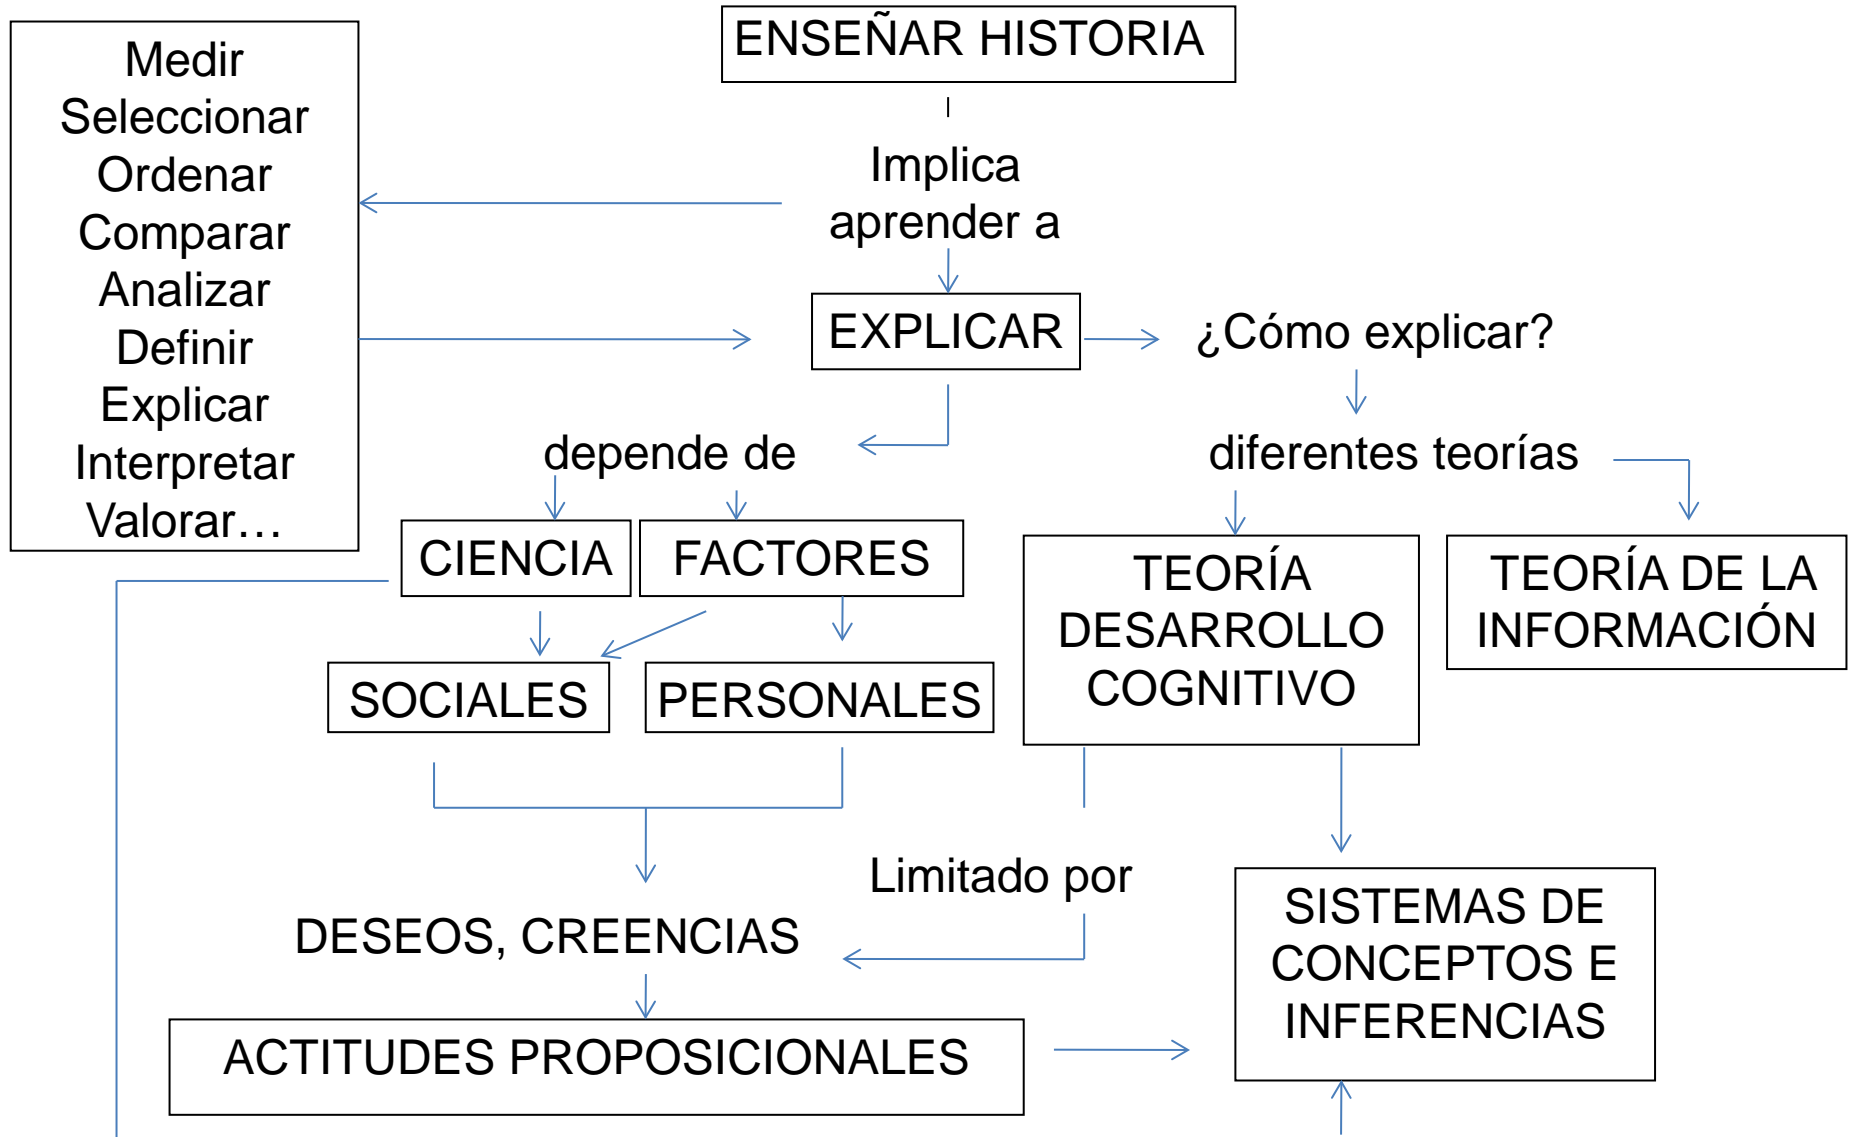 ENSEÑAR HISTORIA
Medir
Seleccionar
Ordenar
Comparar
Analizar
Definir
Explicar
Interpretar
Valorar…
Implica
aprender a
EXPLICAR
¿Cómo explicar?
depende de
diferentes teorías
CIENCIA
FACTORES
TEORÍA
DESARROLLO
COGNITIVO
TEORÍA DE LA
INFORMACIÓN
SOCIALES
PERSONALES
Limitado por
DESEOS, CREENCIAS
SISTEMAS DE
CONCEPTOS E
INFERENCIAS
ACTITUDES PROPOSICIONALES